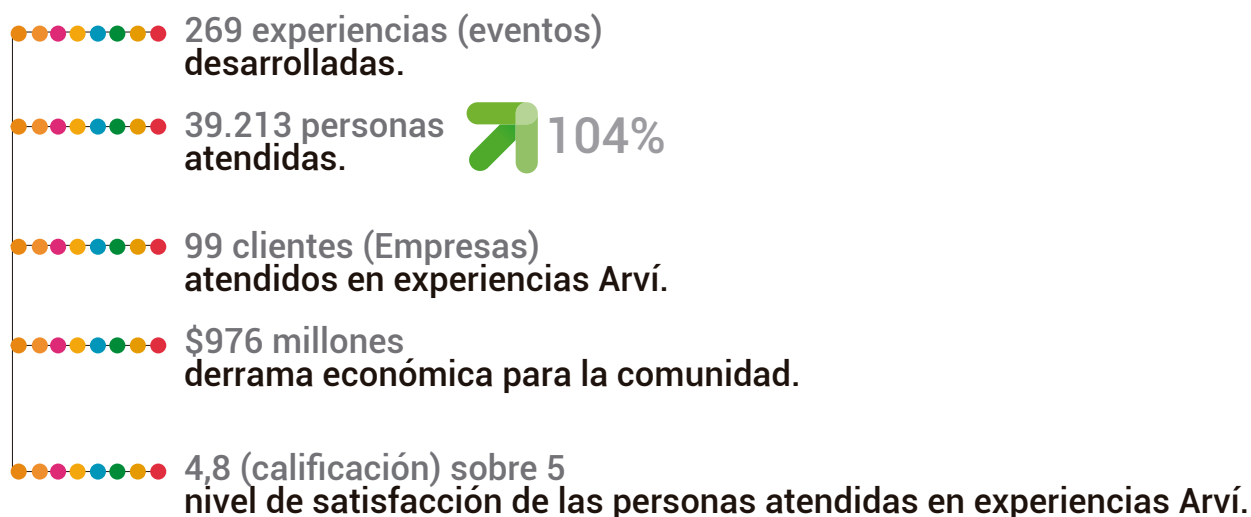 269 experiencias (eventos)
desarrolladas.
39.213 personas
atendidas.
104%
99 clientes (Empresas)
atendidos en experiencias Arví.
$976 millones
derrama económica para la comunidad.
4,8 (calificación) sobre 5
nivel de satisfacción de las personas atendidas en experiencias Arví.